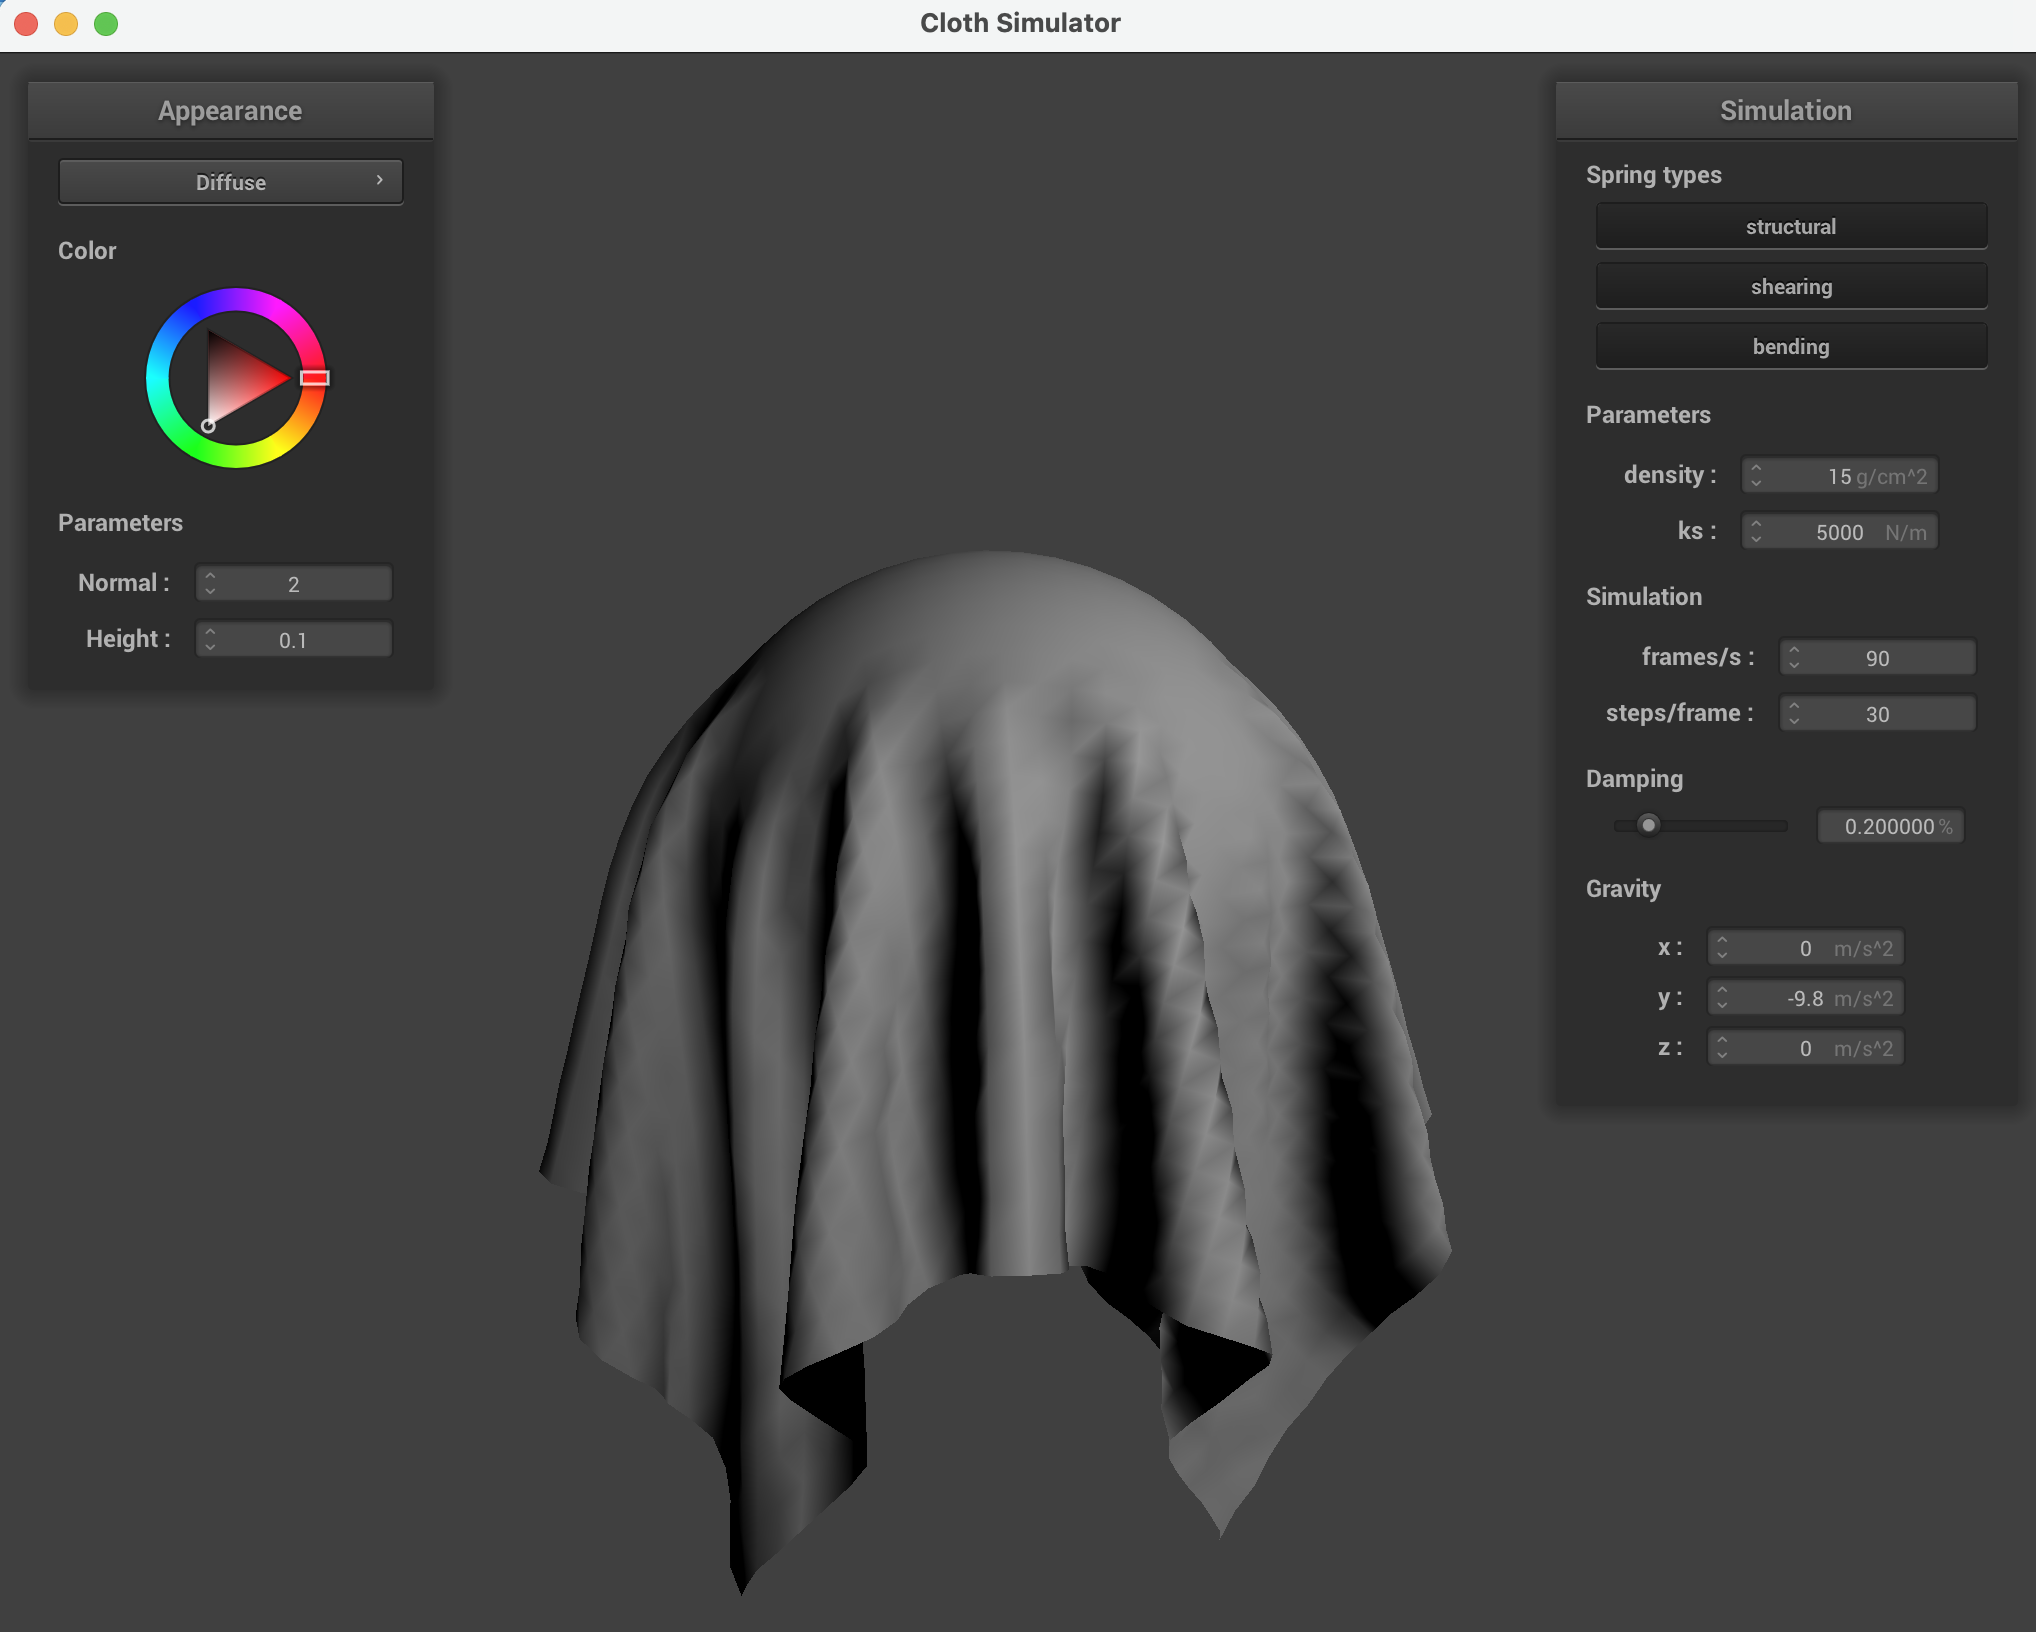 Cloth Simulator
Appearance
Diffuse
Color
Parameters
Normal : 2
Height : 0.1
Simulation
Spring types
structural
shearing
bending
Parameters
density : 15 g/cm^2
ks : 5000 N/m
Simulation
frames/s : 90
steps/frame : 30
Damping
0.200000 %
Gravity
x : 0 m/s^2
y : -9.8 m/s^2
z : 0 m/s^2